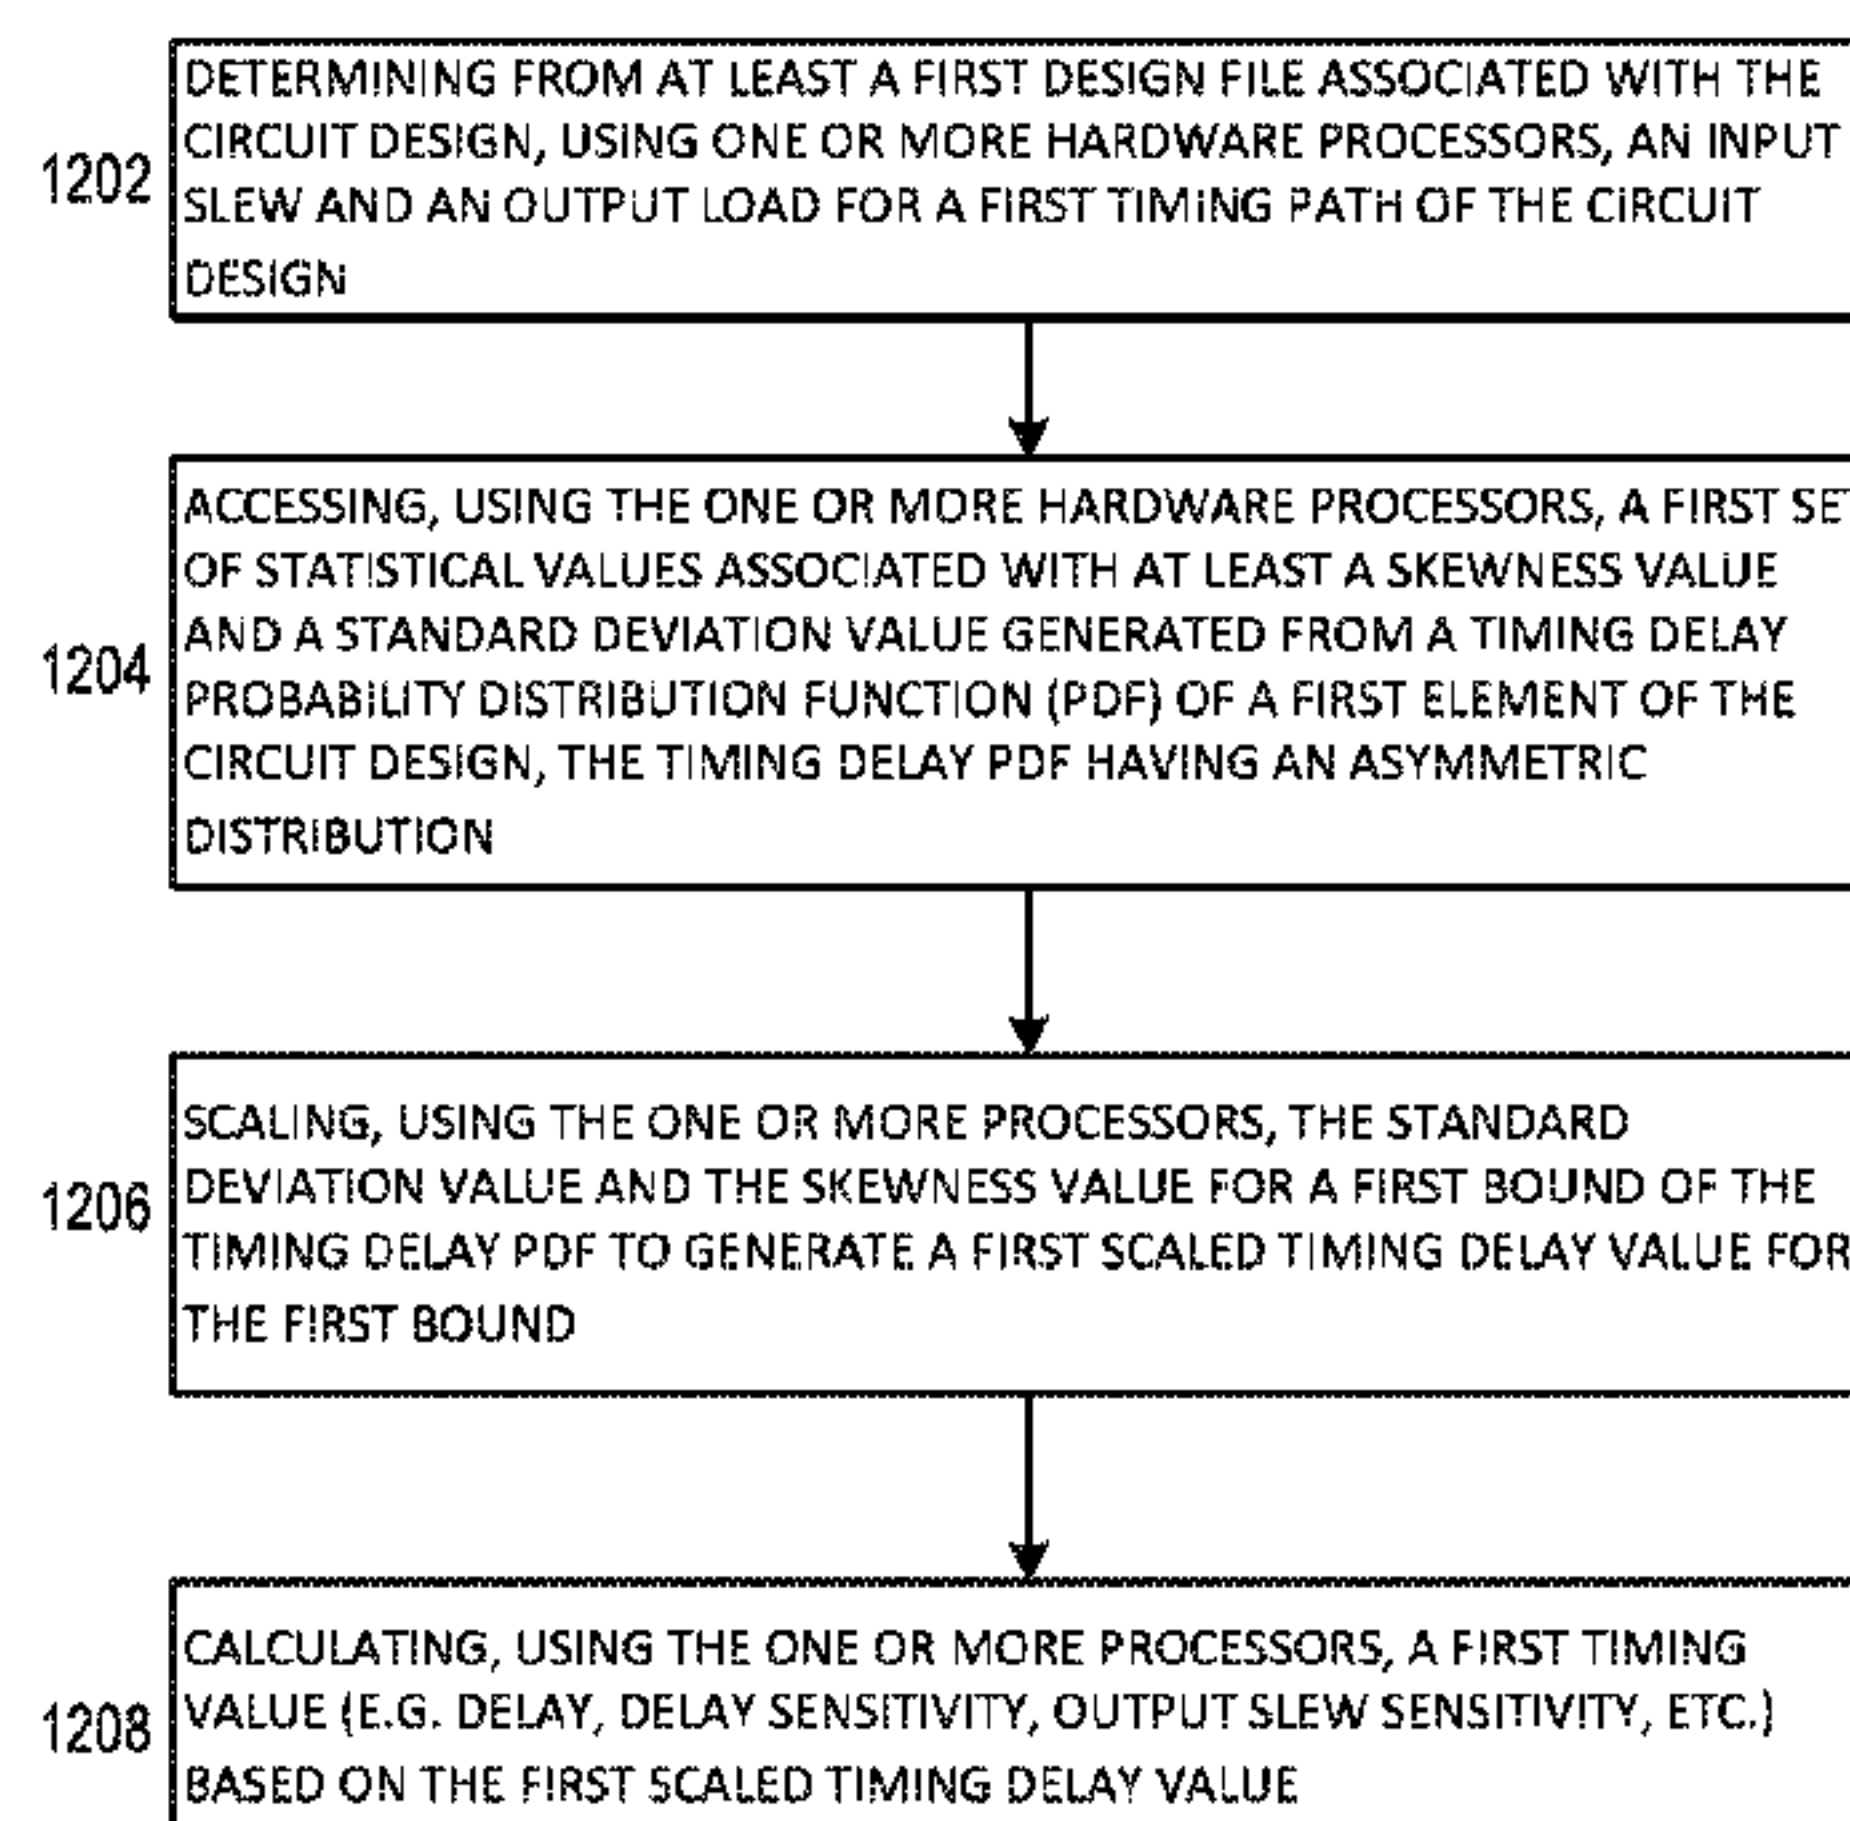 1202
DETERMINING FROM AT LEAST A FIRST DESIGN FILE ASSOCIATED WITH THE
CIRCUIT DESIGN, USING ONE OR MORE HARDWARE PROCESSORS, AN INPUT
SLEW AND AN OUTPUT LOAD FOR A FIRST TIMING PATH OF THE CIRCUIT
DESIGN
1204
ACCESSING, USING THE ONE OR MORE HARDWARE PROCESSORS, A FIRST SET
OF STATISTICAL VALUES ASSOCIATED WITH AT LEAST A SKEWNESS VALUE
AND A STANDARD DEVIATION VALUE GENERATED FROM A TIMING DELAY
PROBABILITY DISTRIBUTION FUNCTION (PDF) OF A FIRST ELEMENT OF THE
CIRCUIT DESIGN, THE TIMING DELAY PDF HAVING AN ASYMMETRIC
DISTRIBUTION
1206
SCALING, USING THE ONE OR MORE PROCESSORS, THE STANDARD
DEVIATION VALUE AND THE SKEWNESS VALUE FOR A FIRST BOUND OF THE
TIMING DELAY PDF TO GENERATE A FIRST SCALED TIMING DELAY VALUE FOR
THE FIRST BOUND
1208
CALCULATING, USING THE ONE OR MORE PROCESSORS, A FIRST TIMING
VALUE (E.G. DELAY, DELAY SENSITIVITY, OUTPUT SLEW SENSITIVITY, ETC.)
BASED ON THE FIRST SCALED TIMING DELAY VALUE